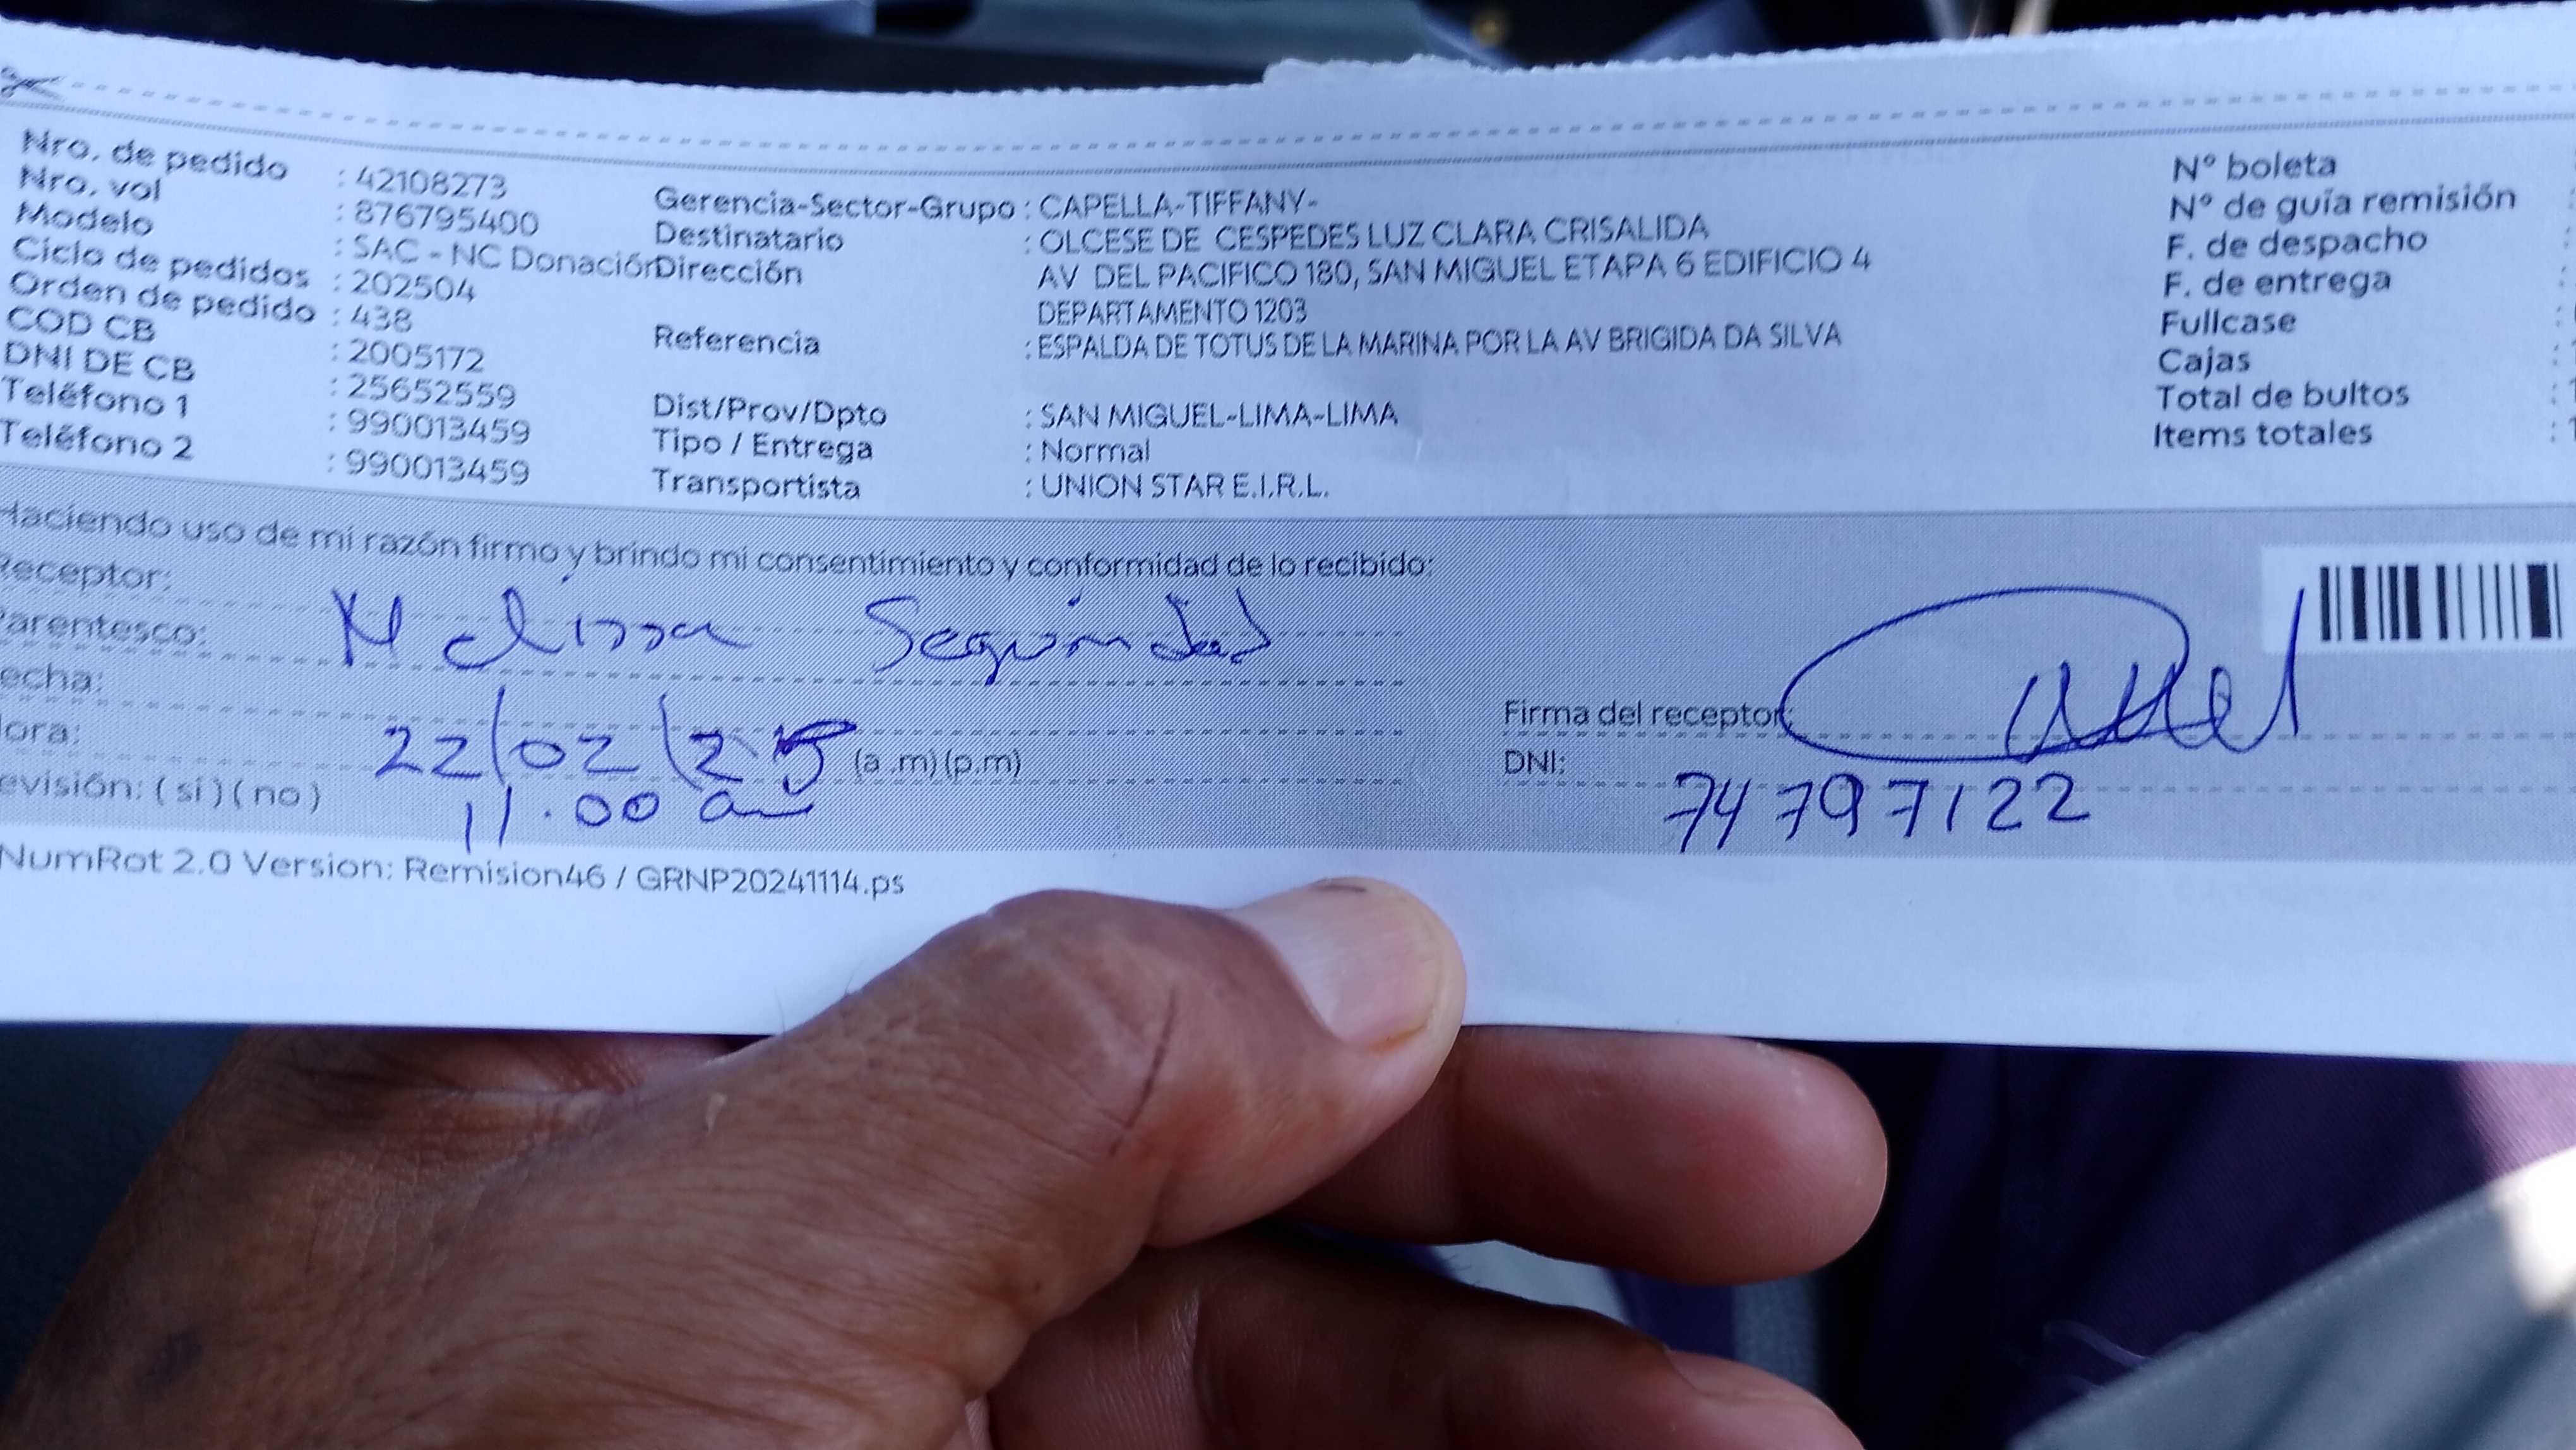 Nro. de pedido : 42108273
Nro. vol : 876795400
Modelo : SAC - NC Donación
Ciclo de pedidos : 202504
Orden de pedido : 438
COD CB : 2005172
DNI DE CB : 25652559
Teléfono 1 : 990013459
Teléfono 2 : 990013459
Gerencia-Sector-Grupo : CAPELLA-TIFFANY-
Destinatario : OLCESE DE CESPEDES LUZ CLARA CRISALIDA
Dirección AV DEL PACIFICO 180, SAN MIGUEL ETAPA 6 EDIFICIO 4
DEPARTAMENTO 1203
Referencia : ESPALDA DE TOTUS DE LA MARINA POR LA AV BRIGIDA DA SILVA
Dist/Prov/Dpto : SAN MIGUEL-LIMA-LIMA
Tipo / Entrega : Normal
Transportista : UNION STAR E.I.R.L.
N° boleta
N° de guía remisión :
F. de despacho :
F. de entrega :
Fullcase :
Cajas :
Total de bultos :
Items totales :
Haciendo uso de mi razón firmo y brindo mi consentimiento y conformidad de lo recibido:
Receptor:
Parentesco: Melissa Seguridad
echa:
ora: 22/02/25 (a .m) (p.m)
evisión: ( si ) ( no ) 11.00 am
Firma del receptor:
DNI: 74797122
NumRot 2.0 Version: Remision46 / GRNP20241114.ps